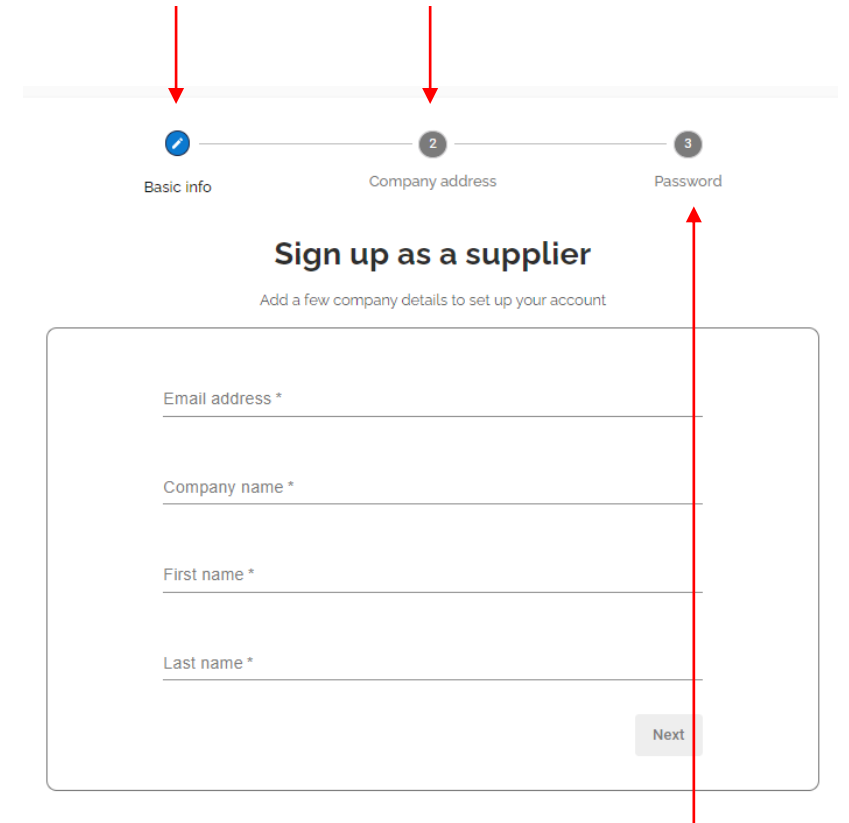 2
3
Basic info
Company address
Password
Sign up as a supplier
Add a few company details to set up your account
Email address *
Company name *
First name *
Last name *
Next